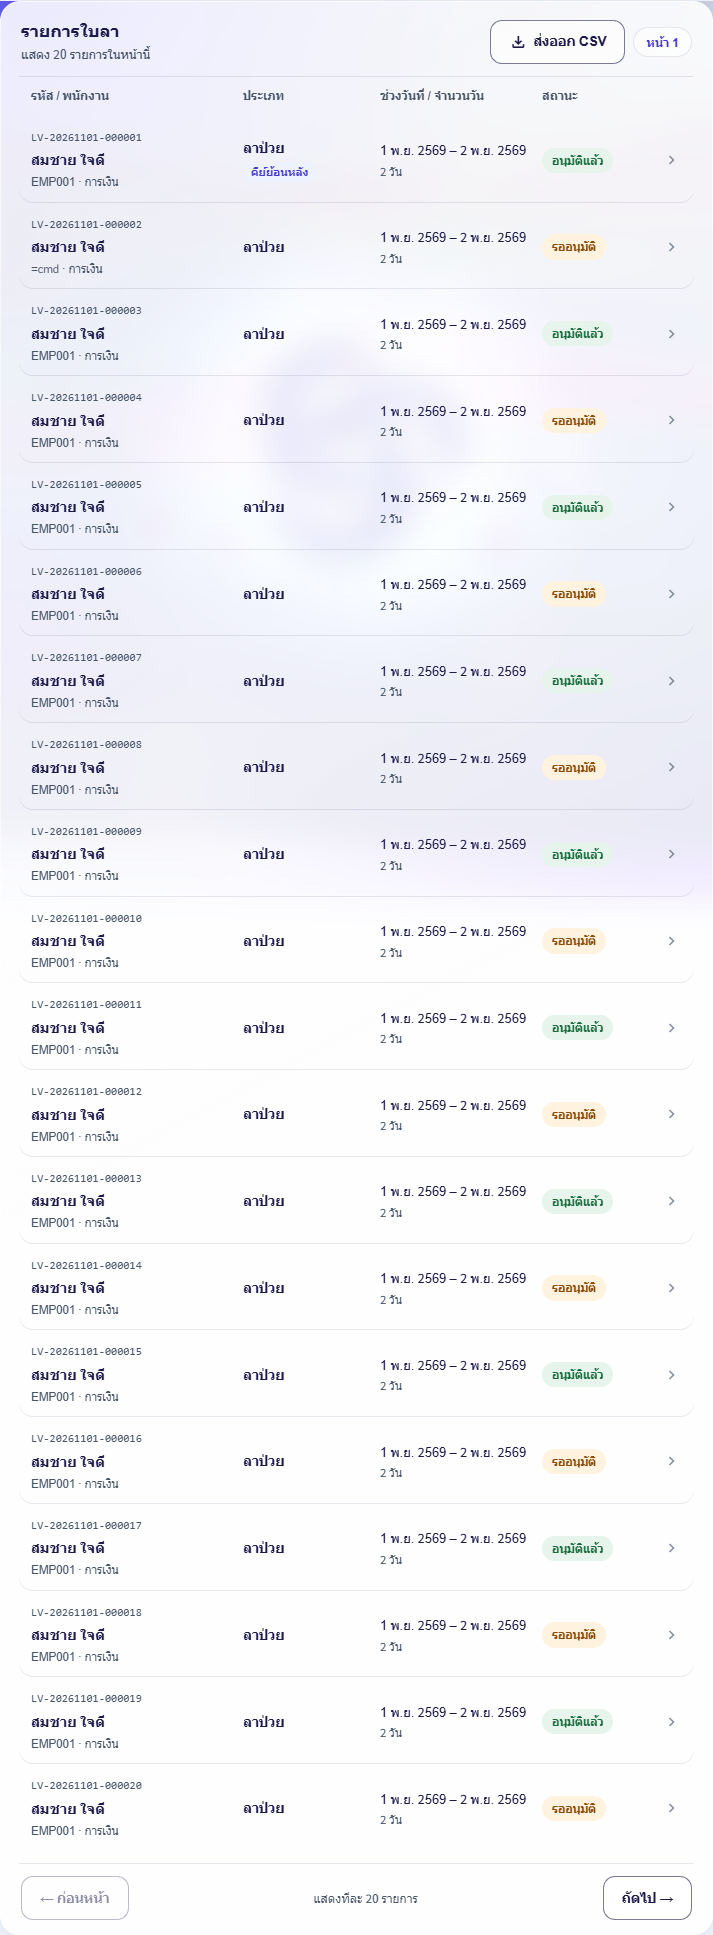 รายการใบลา
แสดง 20 รายการในหน้านี้
ส่งออก CSV
หน้า 1
รหัส / พนักงาน ประเภท ช่วงวันที่ / จำนวนวัน สถานะ
LV-20261101-000001
สมชาย ใจดี
EMP001 · การเงิน
ลาป่วย
คีย์ย้อนหลัง
1 พ.ย. 2569 – 2 พ.ย. 2569
2 วัน
อนุมัติแล้ว
LV-20261101-000002
สมชาย ใจดี
=cmd · การเงิน
ลาป่วย
1 พ.ย. 2569 – 2 พ.ย. 2569
2 วัน
รออนุมัติ
LV-20261101-000003
สมชาย ใจดี
EMP001 · การเงิน
ลาป่วย
1 พ.ย. 2569 – 2 พ.ย. 2569
2 วัน
อนุมัติแล้ว
LV-20261101-000004
สมชาย ใจดี
EMP001 · การเงิน
ลาป่วย
1 พ.ย. 2569 – 2 พ.ย. 2569
2 วัน
รออนุมัติ
LV-20261101-000005
สมชาย ใจดี
EMP001 · การเงิน
ลาป่วย
1 พ.ย. 2569 – 2 พ.ย. 2569
2 วัน
อนุมัติแล้ว
LV-20261101-000006
สมชาย ใจดี
EMP001 · การเงิน
ลาป่วย
1 พ.ย. 2569 – 2 พ.ย. 2569
2 วัน
รออนุมัติ
LV-20261101-000007
สมชาย ใจดี
EMP001 · การเงิน
ลาป่วย
1 พ.ย. 2569 – 2 พ.ย. 2569
2 วัน
อนุมัติแล้ว
LV-20261101-000008
สมชาย ใจดี
EMP001 · การเงิน
ลาป่วย
1 พ.ย. 2569 – 2 พ.ย. 2569
2 วัน
รออนุมัติ
LV-20261101-000009
สมชาย ใจดี
EMP001 · การเงิน
ลาป่วย
1 พ.ย. 2569 – 2 พ.ย. 2569
2 วัน
อนุมัติแล้ว
LV-20261101-000010
สมชาย ใจดี
EMP001 · การเงิน
ลาป่วย
1 พ.ย. 2569 – 2 พ.ย. 2569
2 วัน
รออนุมัติ
LV-20261101-000011
สมชาย ใจดี
EMP001 · การเงิน
ลาป่วย
1 พ.ย. 2569 – 2 พ.ย. 2569
2 วัน
อนุมัติแล้ว
LV-20261101-000012
สมชาย ใจดี
EMP001 · การเงิน
ลาป่วย
1 พ.ย. 2569 – 2 พ.ย. 2569
2 วัน
รออนุมัติ
LV-20261101-000013
สมชาย ใจดี
EMP001 · การเงิน
ลาป่วย
1 พ.ย. 2569 – 2 พ.ย. 2569
2 วัน
อนุมัติแล้ว
LV-20261101-000014
สมชาย ใจดี
EMP001 · การเงิน
ลาป่วย
1 พ.ย. 2569 – 2 พ.ย. 2569
2 วัน
รออนุมัติ
LV-20261101-000015
สมชาย ใจดี
EMP001 · การเงิน
ลาป่วย
1 พ.ย. 2569 – 2 พ.ย. 2569
2 วัน
อนุมัติแล้ว
LV-20261101-000016
สมชาย ใจดี
EMP001 · การเงิน
ลาป่วย
1 พ.ย. 2569 – 2 พ.ย. 2569
2 วัน
รออนุมัติ
LV-20261101-000017
สมชาย ใจดี
EMP001 · การเงิน
ลาป่วย
1 พ.ย. 2569 – 2 พ.ย. 2569
2 วัน
อนุมัติแล้ว
LV-20261101-000018
สมชาย ใจดี
EMP001 · การเงิน
ลาป่วย
1 พ.ย. 2569 – 2 พ.ย. 2569
2 วัน
รออนุมัติ
LV-20261101-000019
สมชาย ใจดี
EMP001 · การเงิน
ลาป่วย
1 พ.ย. 2569 – 2 พ.ย. 2569
2 วัน
อนุมัติแล้ว
LV-20261101-000020
สมชาย ใจดี
EMP001 · การเงิน
ลาป่วย
1 พ.ย. 2569 – 2 พ.ย. 2569
2 วัน
รออนุมัติ
← ก่อนหน้า
แสดงทีละ 20 รายการ
ถัดไป →